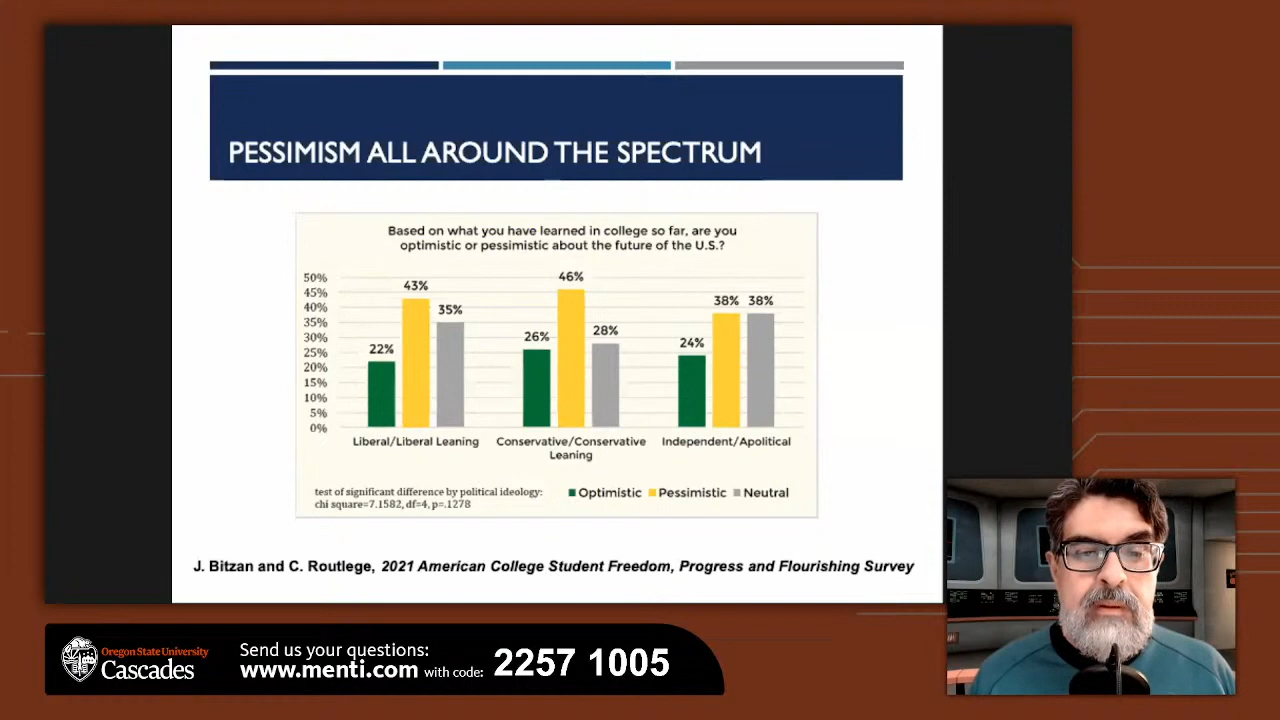 PESSIMISM ALL AROUND THE SPECTRUM
Based on what you have learned in college so far, are you
optimistic or pessimistic about the future of the U.S.?
50%
45%
40%
35%
30%
25%
20%
15%
10%
5%
0%
22%
43%
35%
26%
46%
28%
24%
38%
38%
Liberal/Liberal Leaning
Conservative/Conservative
Leaning
Independent/Apolitical
test of significant difference by political ideology:
chi square=7.1582, df=4, p=.1278
Optimistic
Pessimistic
Neutral
J. Bitzan and C. Routlege, 2021 American College Student Freedom, Progress and Flourishing Survey
Oregon State University
Cascades
Send us your questions:
www.menti.com with code:
2257 1005